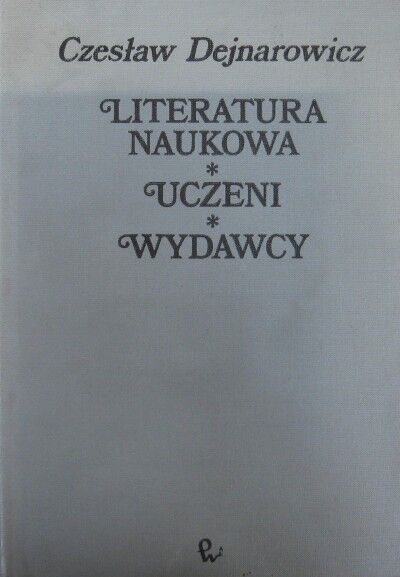 Czesław Dejnarowicz
LITERATURA
NAUKOWA
*
UCZENI
*
WYDAWCY